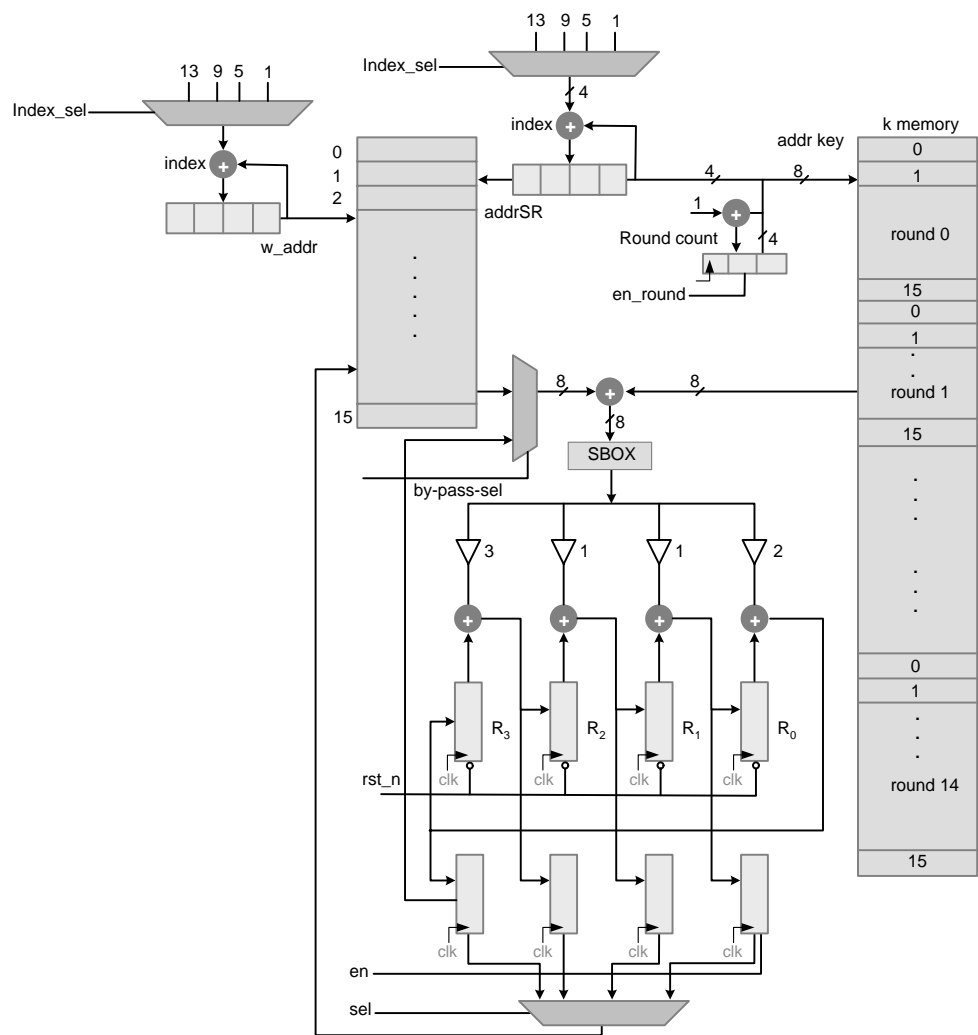 13 9 5 1
Index_sel
4
index +
13 9 5 1
Index_sel
index +
w_addr
0
1
2
15
addrSR
4
8
addr key
1 +
Round count
4
en_round
k memory
0
1
round 0
15
0
1
round 1
15
0
1
round 14
15
8
+
8
8
SBOX
by-pass-sel
3 1 1 2
+ + + +
R3 R2 R1 R0
clk clk clk clk
rst_n
clk clk clk clk
en
sel